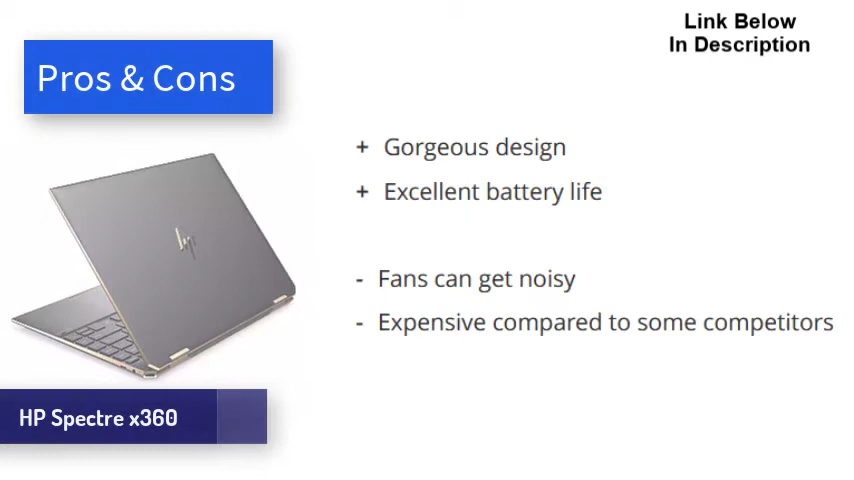 Link Below
In Description
Pros & Cons
+ Gorgeous design
+ Excellent battery life
- Fans can get noisy
- Expensive compared to some competitors
hp
HP Spectre x360